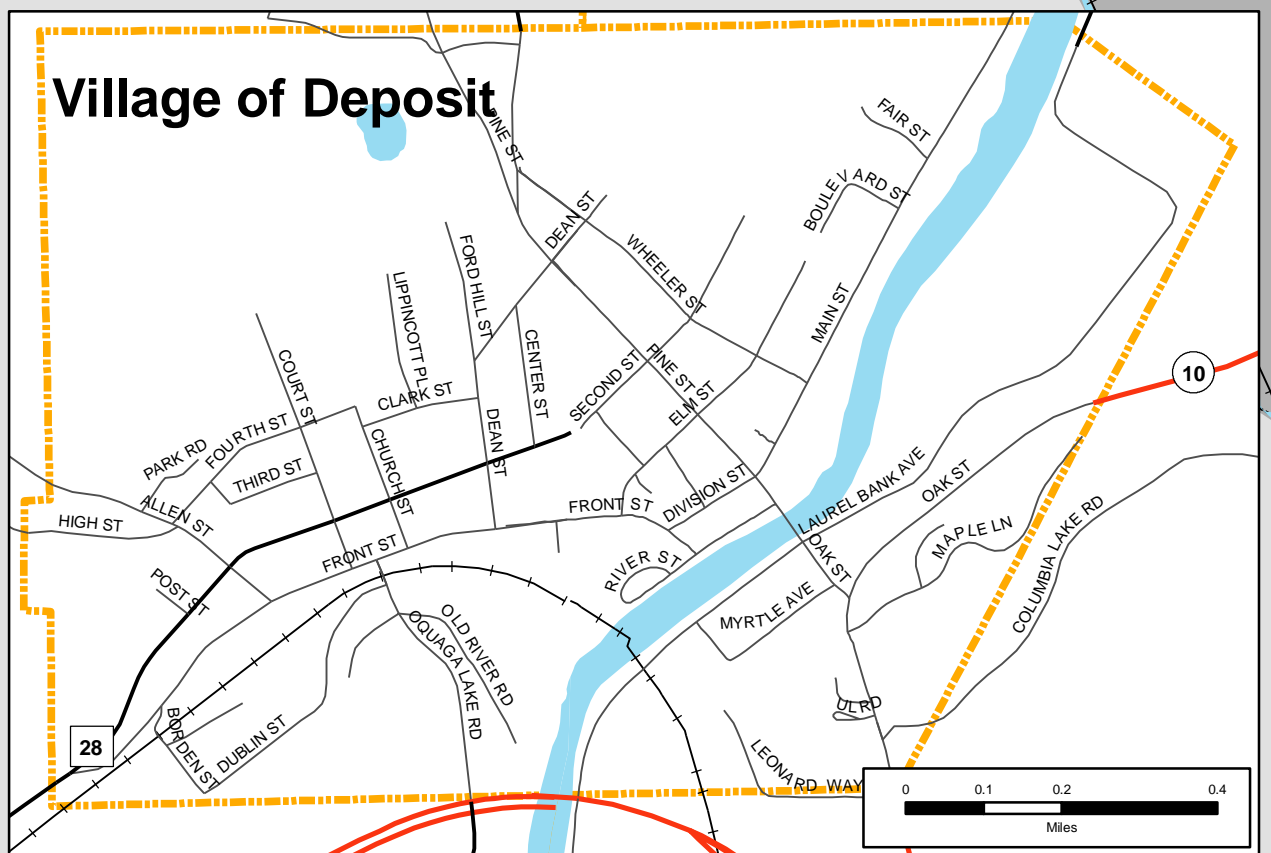 Village of Deposit
PINE ST
FAIR ST
BOULEVARD ST
DEAN ST
FORD HILL ST
WHEELER ST
LIPPINCOTT PL
MAIN ST
CENTER ST
COURT ST
SECOND ST
PINE ST
10
CLARK ST
ELM ST
FOURTH ST
CHURCH ST
DEAN ST
PARK RD
THIRD ST
LAUREL BANK AVE
OAK ST
ALLEN ST
HIGH ST
FRONT ST
DIVISION ST
MAPLE LN
COLUMBIA LAKE RD
FRONT ST
OAK ST
RIVER ST
POST ST
MYRTLE AVE
OLD RIVER RD
OQUAGA LAKE RD
UL RD
BORDEN ST
DUBLIN ST
28
LEONARD WAY
0 0.1 0.2 0.4
Miles